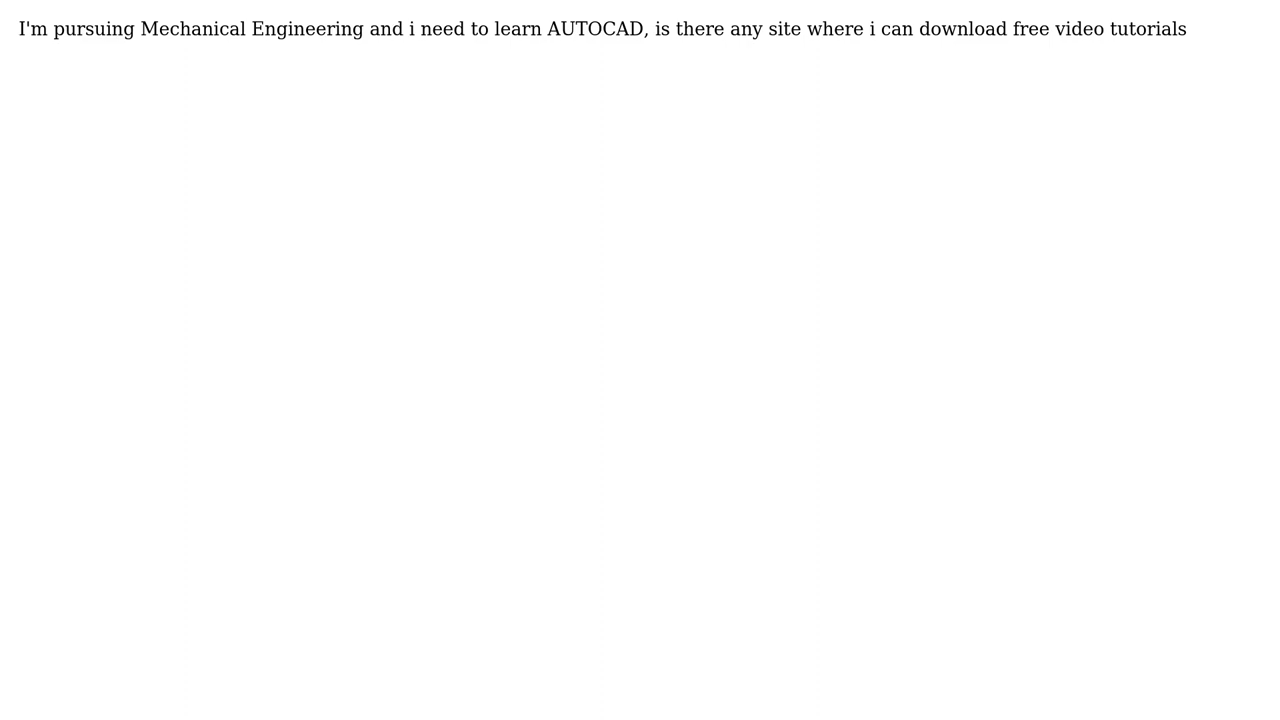 I'm pursuing Mechanical Engineering and i need to learn AUTOCAD, is there any site where i can download free video tutorials